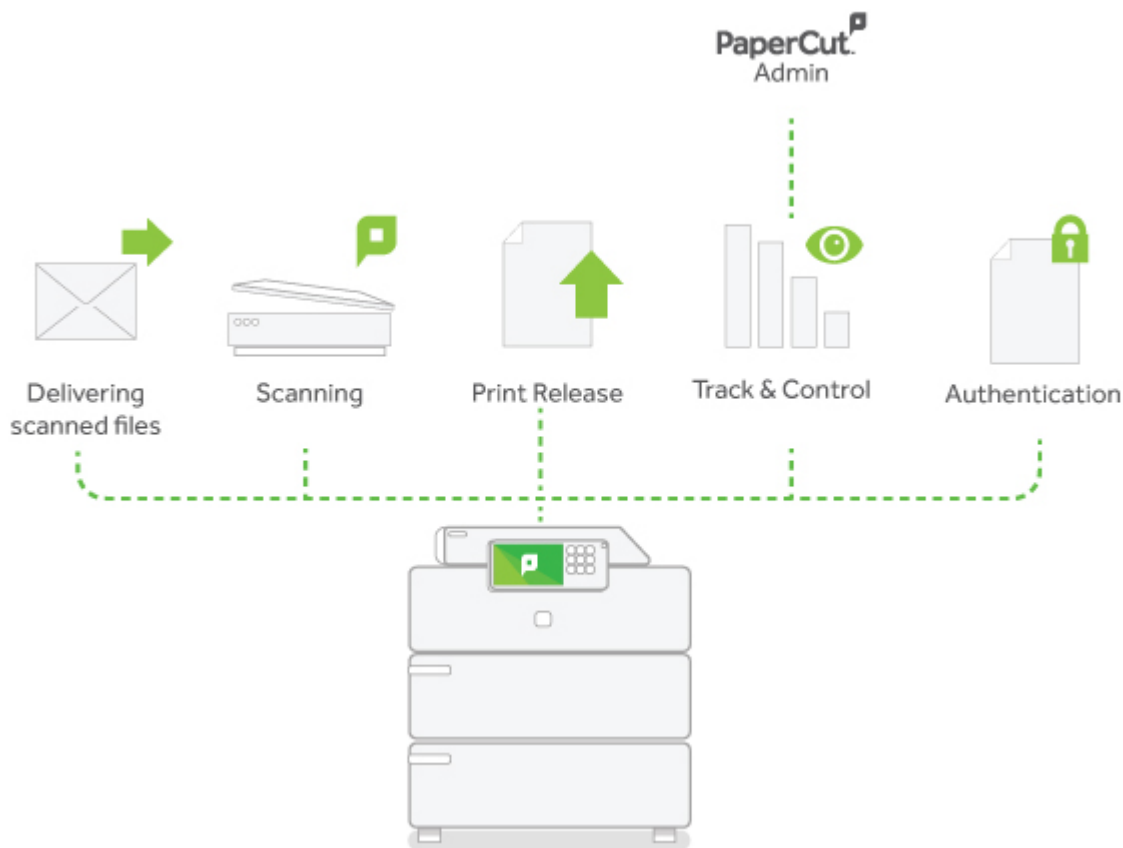 PaperCut
Admin
Delivering
scanned files
Scanning
Print Release
Track & Control
Authentication